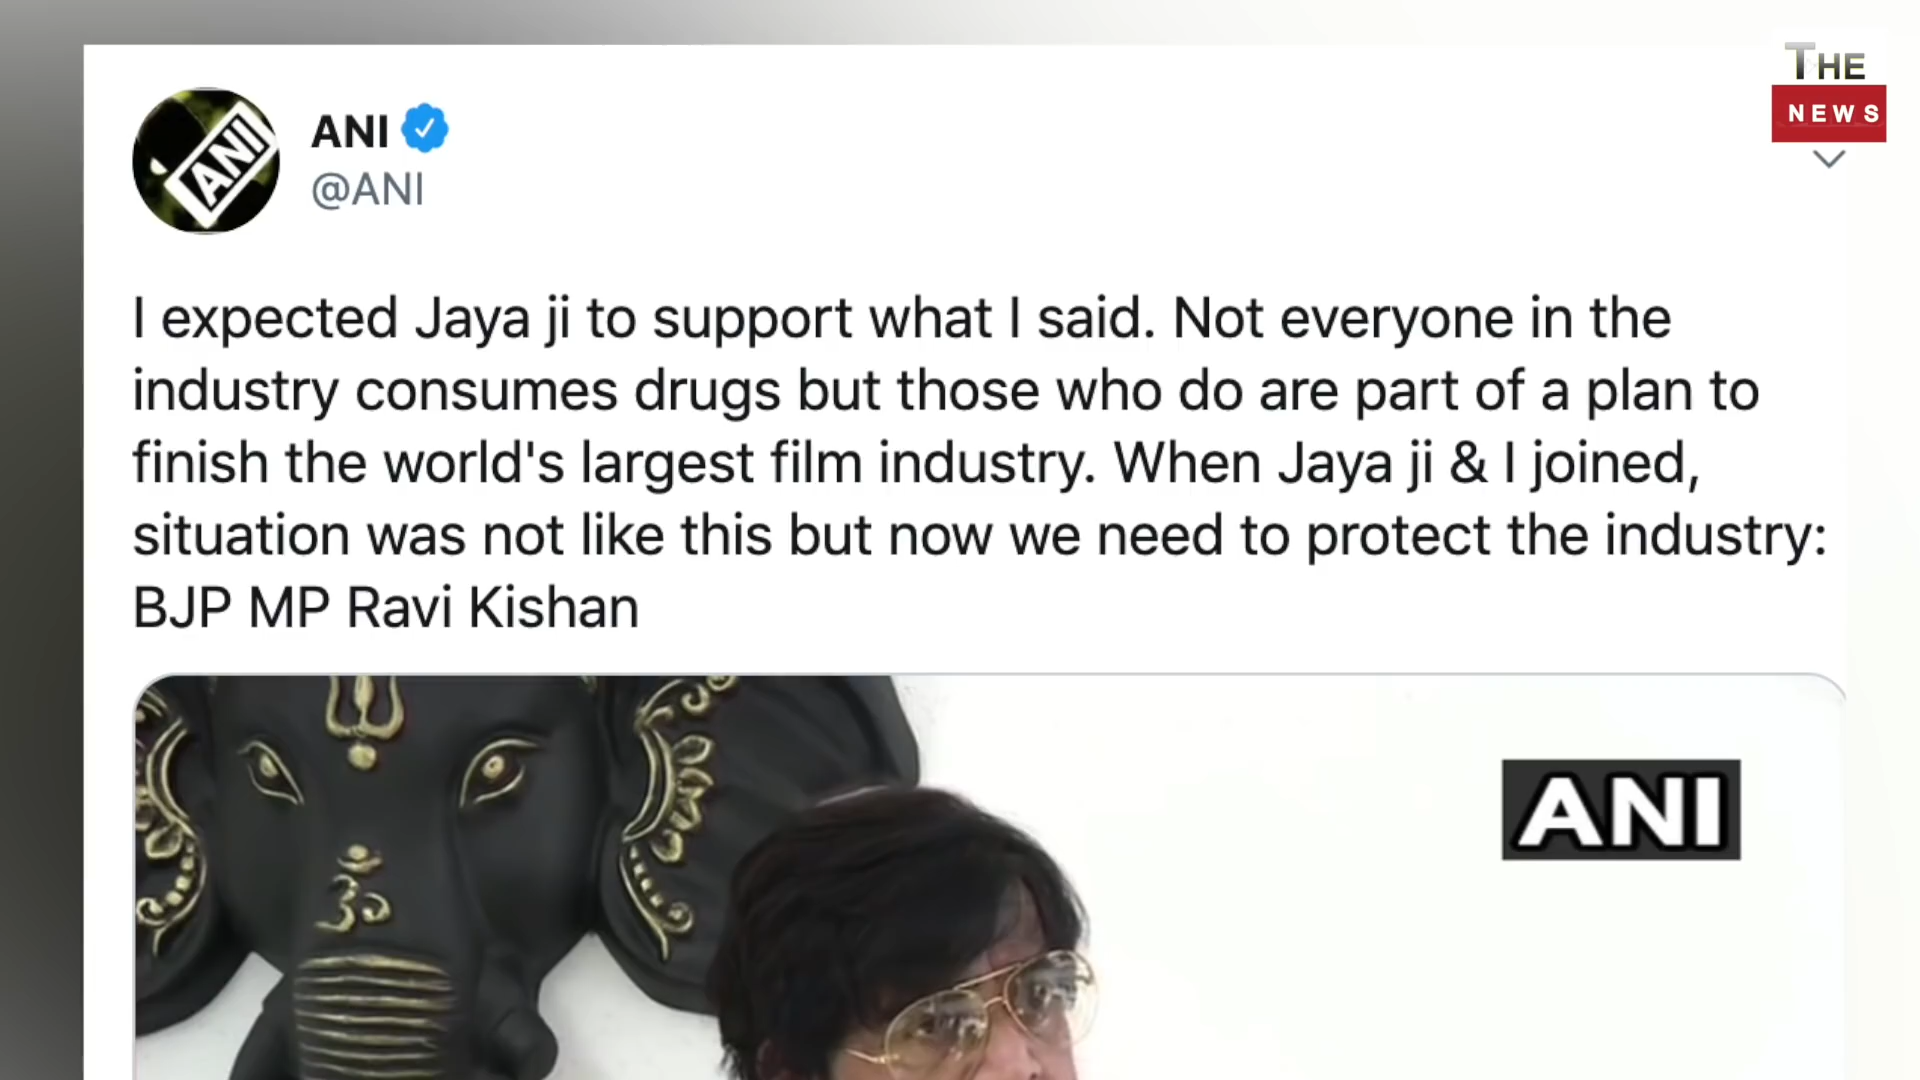 THE
NEWS
ANI
ANI
@ANI
I expected Jaya ji to support what I said. Not everyone in the
industry consumes drugs but those who do are part of a plan to
finish the world's largest film industry. When Jaya ji & I joined,
situation was not like this but now we need to protect the industry:
BJP MP Ravi Kishan
ANI
ॐ